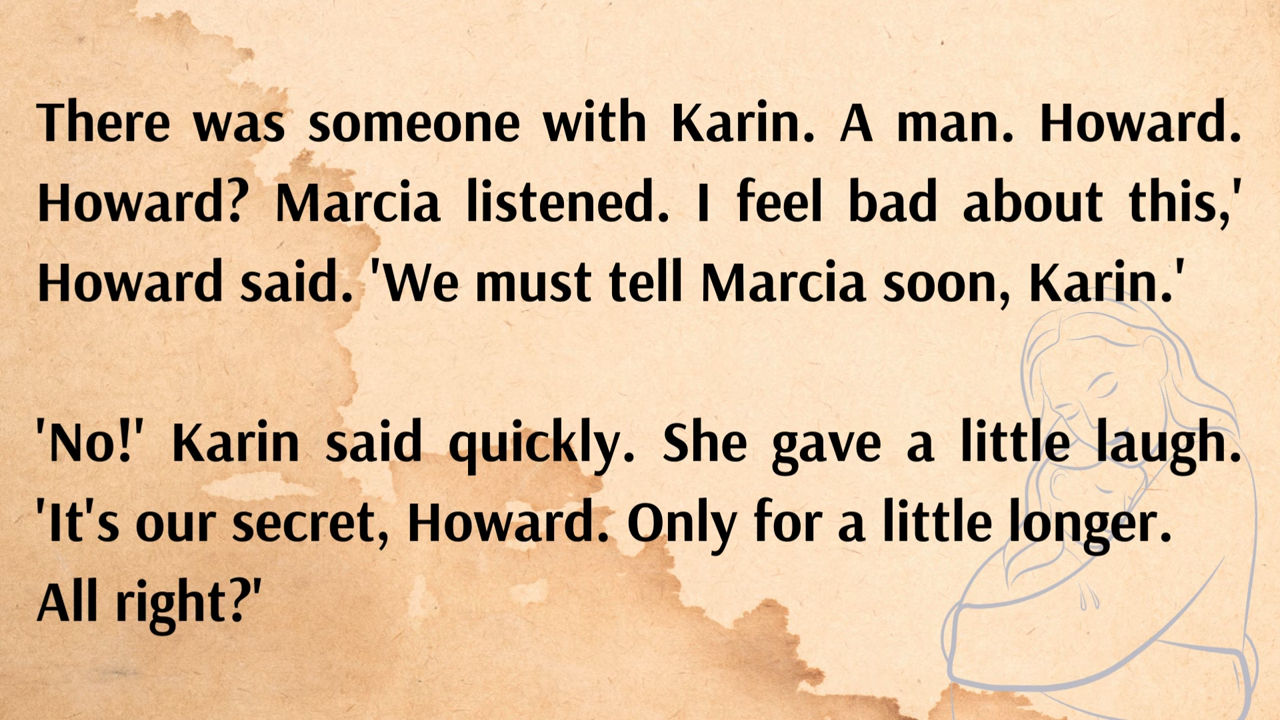 There was someone with Karin. A man. Howard.
Howard? Marcia listened. I feel bad about this,'
Howard said. 'We must tell Marcia soon, Karin.'
'No!' Karin said quickly. She gave a little laugh.
'It's our secret, Howard. Only for a little longer.
All right?'